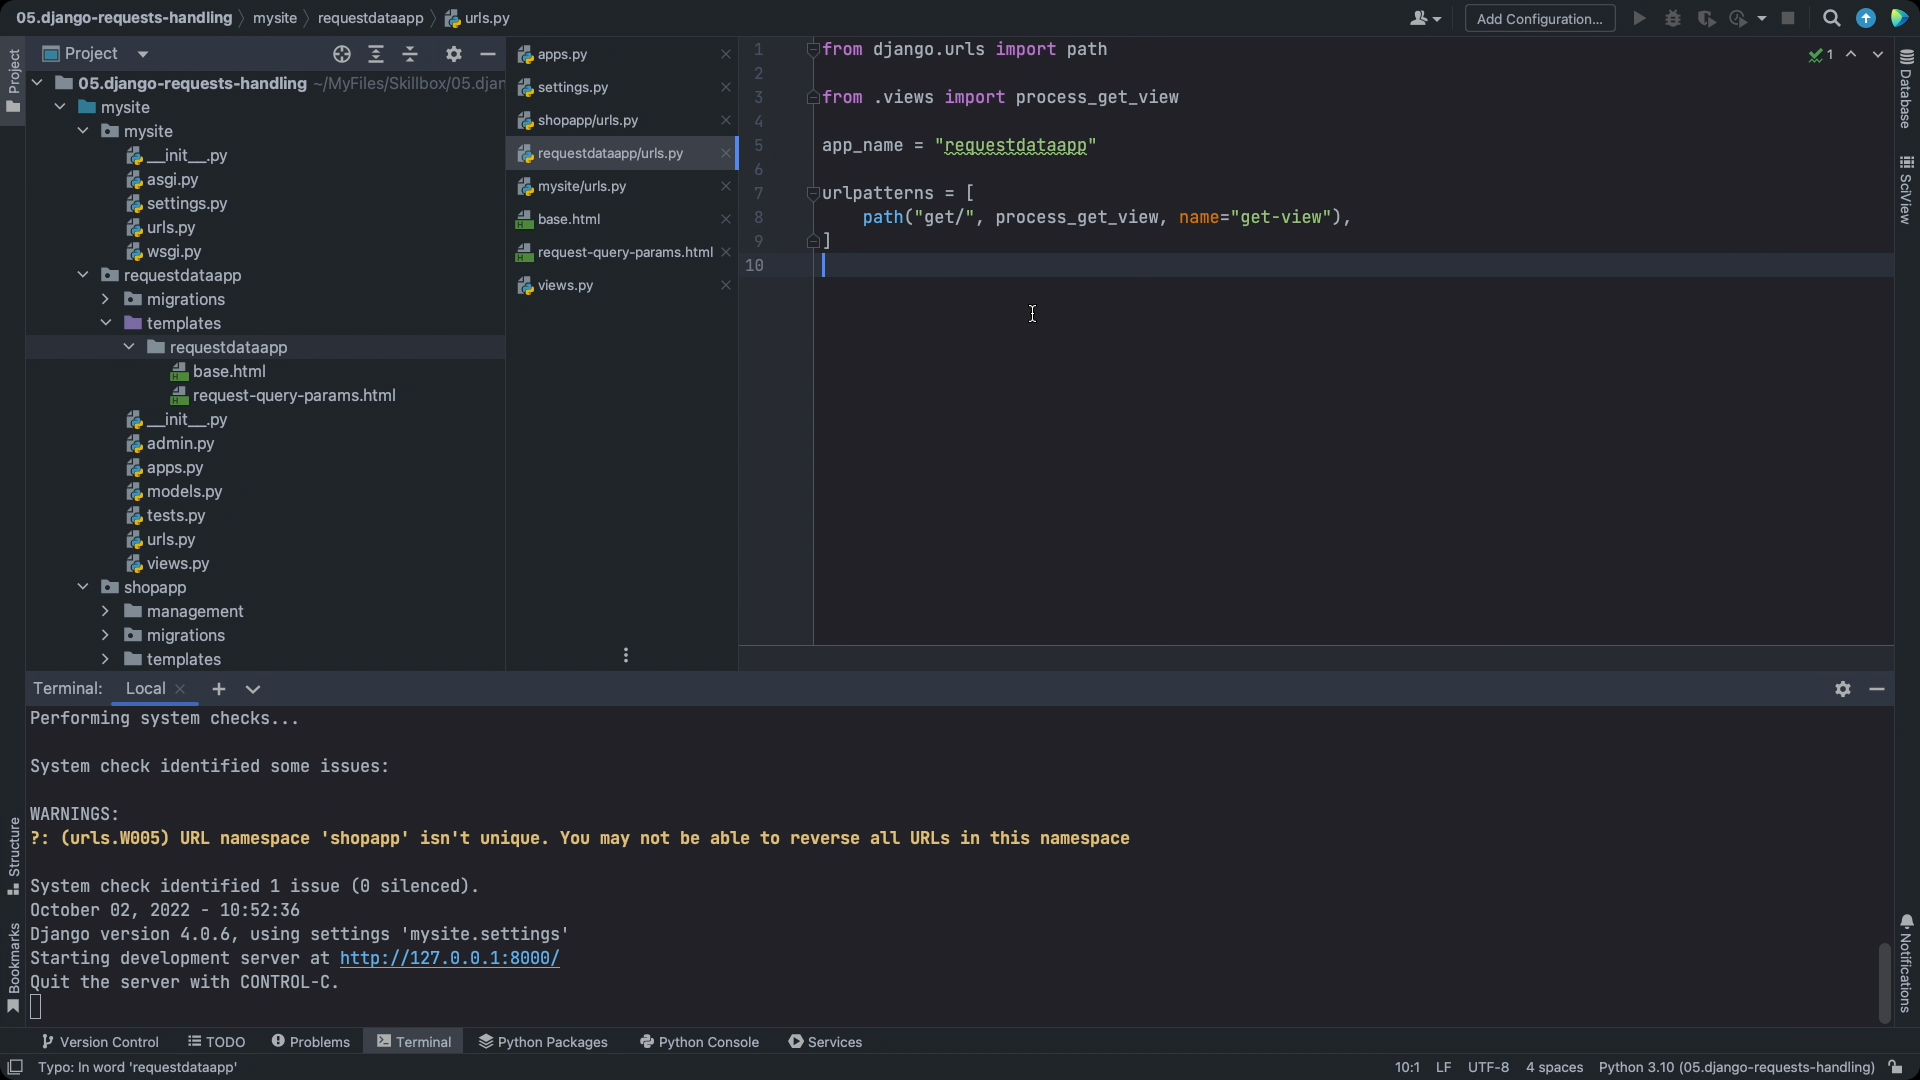 05.django-requests-handling mysite requestdataapp urls.py
Add Configuration...
Project
Project
05.django-requests-handling ~/MyFiles/Skillbox/05.djan
mysite
mysite
__init__.py
asgi.py
settings.py
urls.py
wsgi.py
requestdataapp
migrations
templates
requestdataapp
base.html
request-query-params.html
__init__.py
admin.py
apps.py
models.py
tests.py
urls.py
views.py
shopapp
management
migrations
templates
apps.py
settings.py
shopapp/urls.py
requestdataapp/urls.py
mysite/urls.py
base.html
request-query-params.html
views.py
1 from django.urls import path
2
3 from .views import process_get_view
4
5 app_name = "requestdataapp"
6
7 urlpatterns = [
8 path("get/", process_get_view, name="get-view"),
9 ]
10
1
Database
SciView
Notifications
Structure
Bookmarks
Terminal: Local
Performing system checks...
System check identified some issues:
WARNINGS:
?: (urls.W005) URL namespace 'shopapp' isn't unique. You may not be able to reverse all URLs in this namespace
System check identified 1 issue (0 silenced).
October 02, 2022 - 10:52:36
Django version 4.0.6, using settings 'mysite.settings'
Starting development server at http://127.0.0.1:8000/
Quit the server with CONTROL-C.
Version Control TODO Problems Terminal Python Packages Python Console Services
Typo: In word 'requestdataapp' 10:1 LF UTF-8 4 spaces Python 3.10 (05.django-requests-handling)